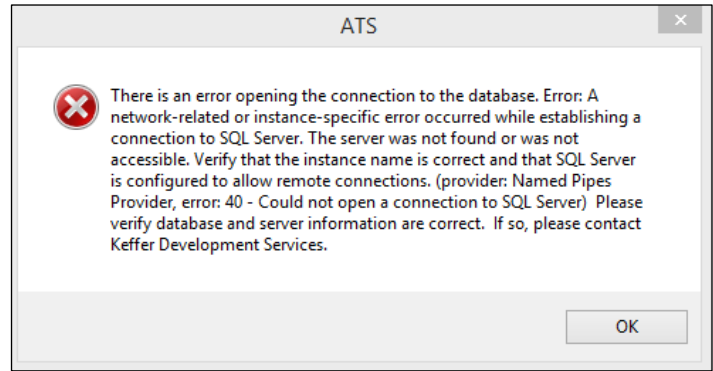 ATS
There is an error opening the connection to the database. Error: A
network-related or instance-specific error occurred while establishing a
connection to SQL Server. The server was not found or was not
accessible. Verify that the instance name is correct and that SQL Server
is configured to allow remote connections. (provider: Named Pipes
Provider, error: 40 - Could not open a connection to SQL Server)  Please
verify database and server information are correct.  If so, please contact
Keffer Development Services.
OK